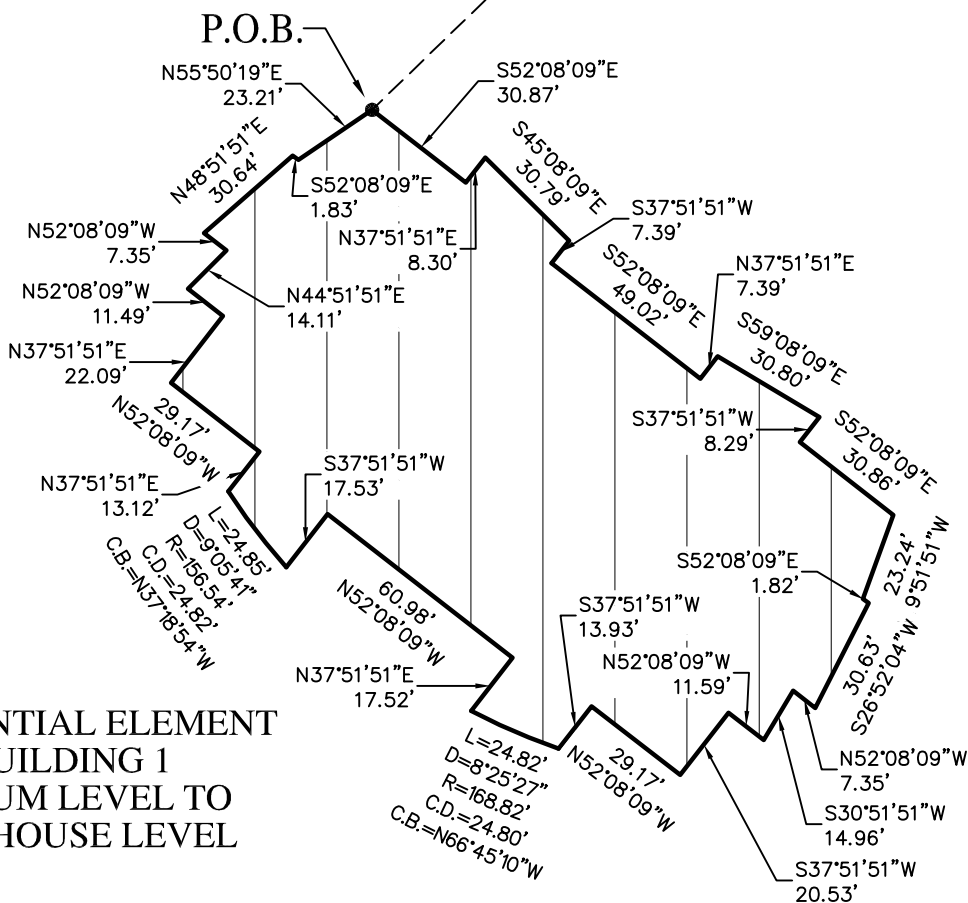 P.O.B.
N55°50'19"E
23.21'
S52°08'09"E
30.87'
N48°51'51"E
30.64'
S52°08'09"E
1.83'
S45°08'09"E
30.79'
N37°51'51"E
8.30'
S37°51'51"W
7.39'
N52°08'09"W
7.35'
N44°51'51"E
14.11'
S52°08'09"E
49.02'
N37°51'51"E
7.39'
N52°08'09"W
11.49'
S59°08'09"E
30.80'
N37°51'51"E
22.09'
29.17'
N52°08'09"W
S37°51'51"W
8.29'
S52°08'09"E
30.86'
N37°51'51"E
13.12'
S37°51'51"W
17.53'
L=24.85'
D=9°05'41"
R=156.54'
C.D.=24.82'
C.B.=N37°18'54"W
60.98'
N52°08'09"W
S52°08'09"E
1.82'
23.24'
9°51'51"W
S37°51'51"W
13.93'
N52°08'09"W
11.59'
30.63'
S26°52'04"W
N37°51'51"E
17.52'
L=24.82'
D=8°25'27"
R=168.82'
C.D.=24.80'
C.B.=N66°45'10"W
29.17'
N52°08'09"W
N52°08'09"W
7.35'
S30°51'51"W
14.96'
S37°51'51"W
20.53'
NTIAL ELEMENT
UILDING 1
UM LEVEL TO
HOUSE LEVEL